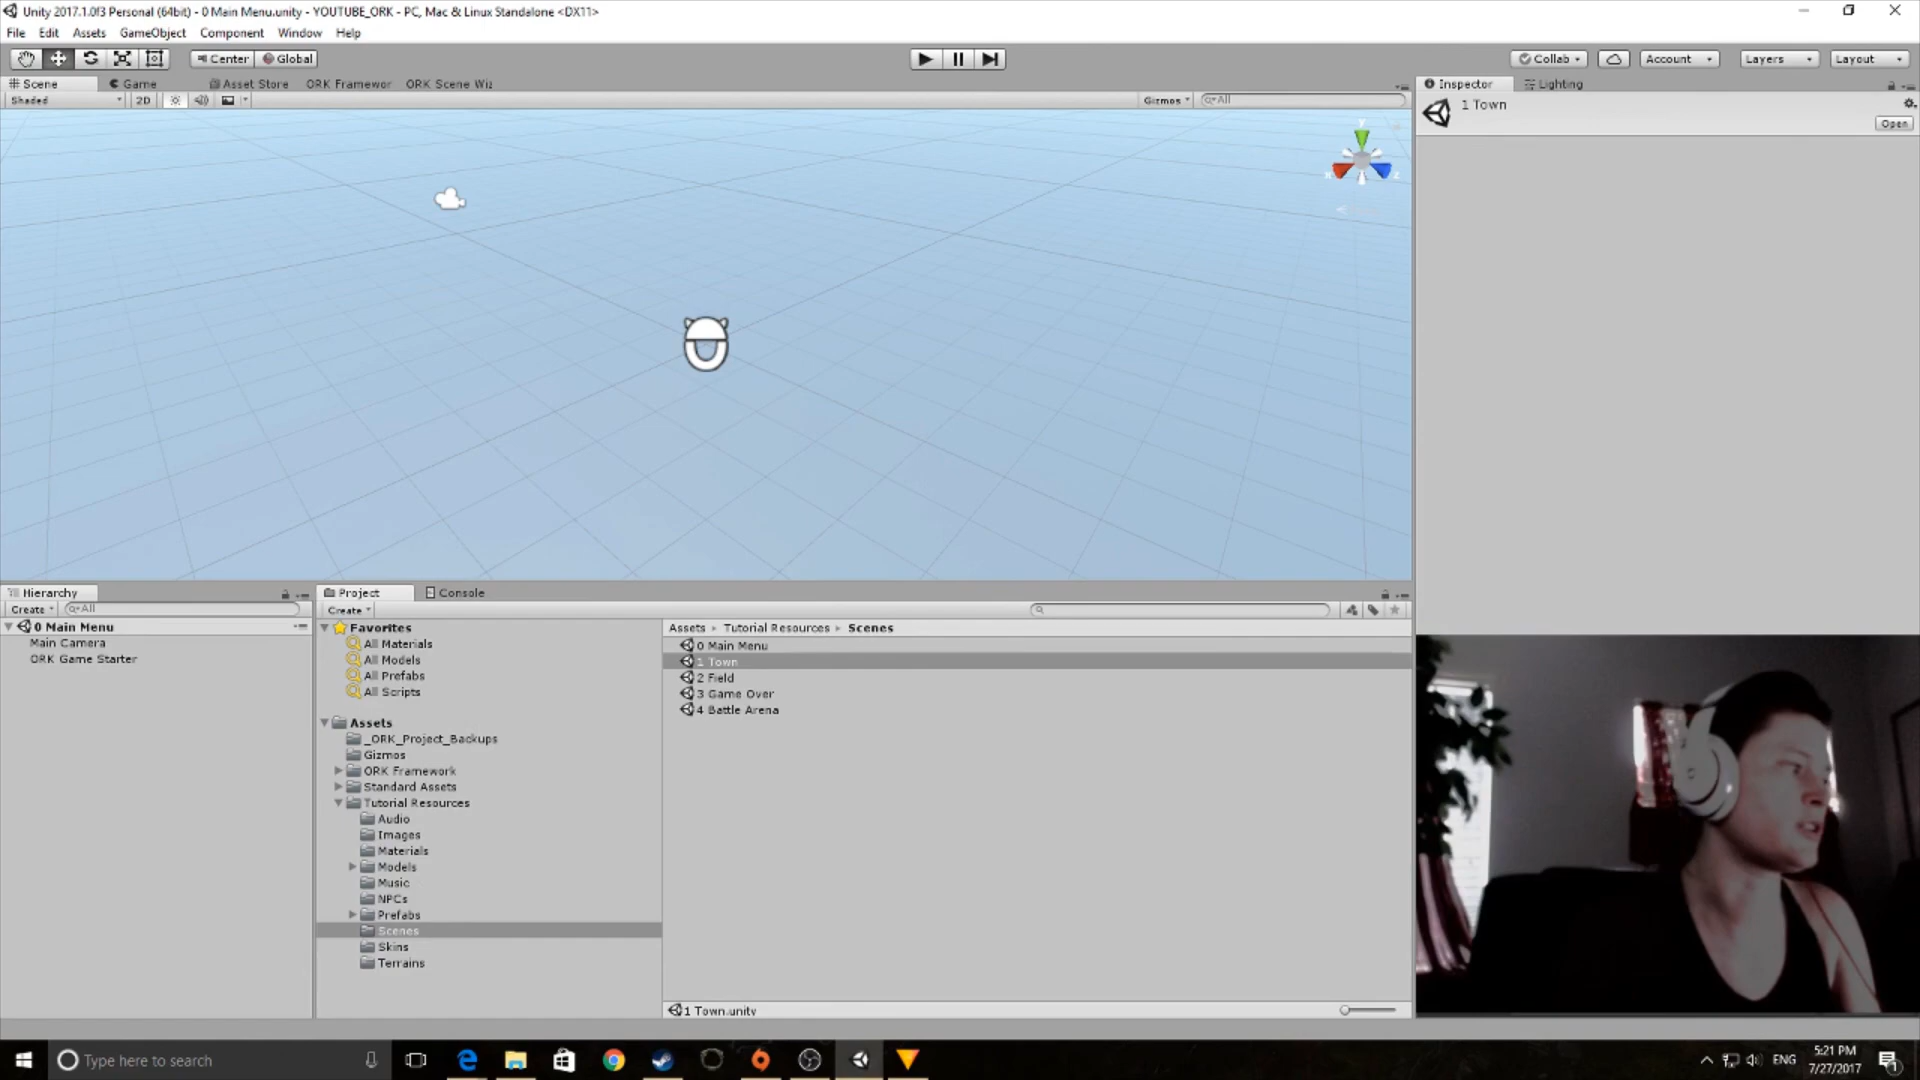 Unity 2017.1.0f3 Personal (64bit) - 0 Main Menu.unity - YOUTUBE_ORK - PC, Mac & Linux Standalone <DX11>
File Edit Assets GameObject Component Window Help
Center Global
Collab Account Layers Layout
Scene Game Asset Store ORK Framewor ORK Scene Wiz
Inspector Lighting
Shaded 2D Gizmos All
1 Town
Open
y
x z
Hierarchy
Project Console
Create All
Create
0 Main Menu
Main Camera
ORK Game Starter
Favorites
All Materials
All Models
All Prefabs
All Scripts
Assets
_ORK_Project_Backups
Gizmos
ORK Framework
Standard Assets
Tutorial Resources
Audio
Images
Materials
Models
Music
NPCs
Prefabs
Scenes
Skins
Terrains
Assets Tutorial Resources Scenes
0 Main Menu
1 Town
2 Field
3 Game Over
4 Battle Arena
1 Town.unity
Type here to search
ENG
5:21 PM
7/27/2017
1